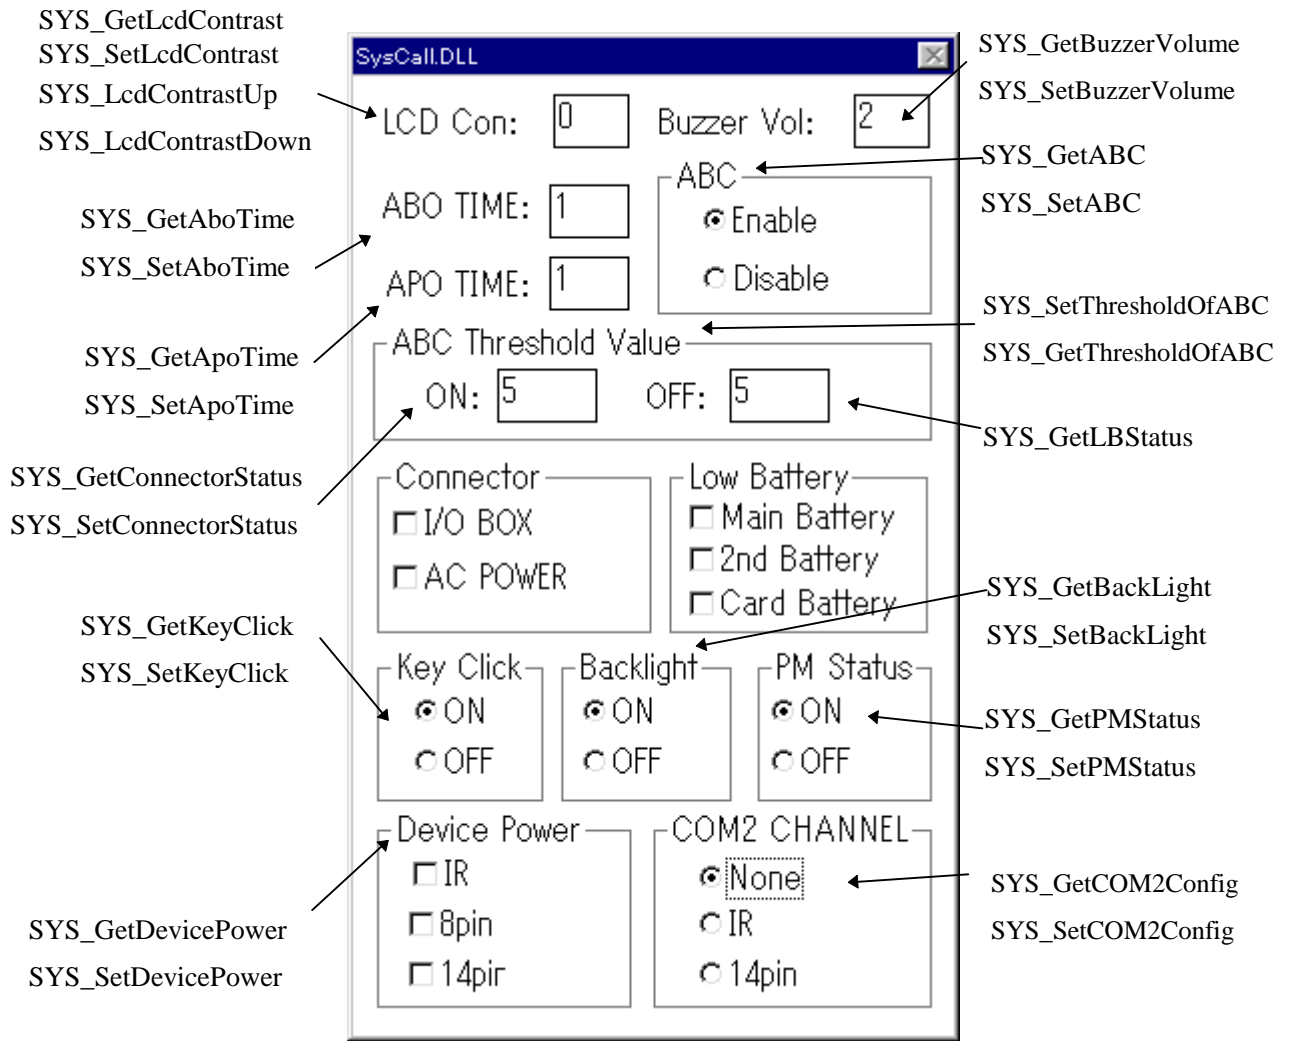 SYS_GetLcdContrast
SYS_SetLcdContrast
SYS_LcdContrastUp
SYS_LcdContrastDown
SYS_GetAboTime
SYS_SetAboTime
SYS_GetApoTime
SYS_SetApoTime
SYS_GetConnectorStatus
SYS_SetConnectorStatus
SYS_GetKeyClick
SYS_SetKeyClick
SYS_GetDevicePower
SYS_SetDevicePower
SysCall.DLL
LCD Con: 0 Buzzer Vol: 2
ABO TIME: 1
APO TIME: 1
ABC
Enable
Disable
ABC Threshold Value
ON: 5 OFF: 5
Connector
I/O BOX
AC POWER
Low Battery
Main Battery
2nd Battery
Card Battery
Key Click
ON
OFF
Backlight
ON
OFF
PM Status
ON
OFF
Device Power
IR
8pin
14pin
COM2 CHANNEL
None
IR
14pin
SYS_GetBuzzerVolume
SYS_SetBuzzerVolume
SYS_GetABC
SYS_SetABC
SYS_SetThresholdOfABC
SYS_GetThresholdOfABC
SYS_GetLBStatus
SYS_GetBackLight
SYS_SetBackLight
SYS_GetPMStatus
SYS_SetPMStatus
SYS_GetCOM2Config
SYS_SetCOM2Config